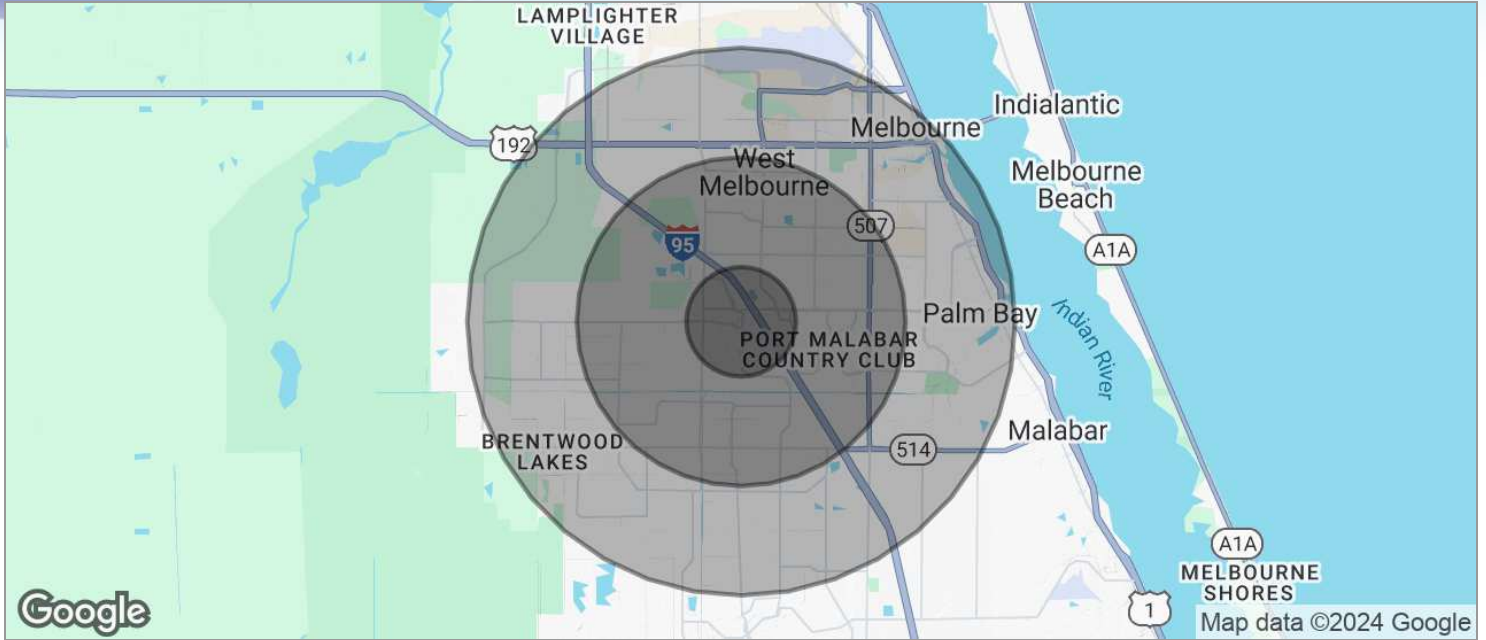 LAMPLIGHTER
VILLAGE
Indialantic
Melbourne
192
West
Melbourne
Melbourne
Beach
507
95
A1A
Palm Bay
Indian River
PORT MALABAR
COUNTRY CLUB
Malabar
BRENTWOOD
LAKES
514
A1A
MELBOURNE
SHORES
1
Google
Map data ©2024 Google